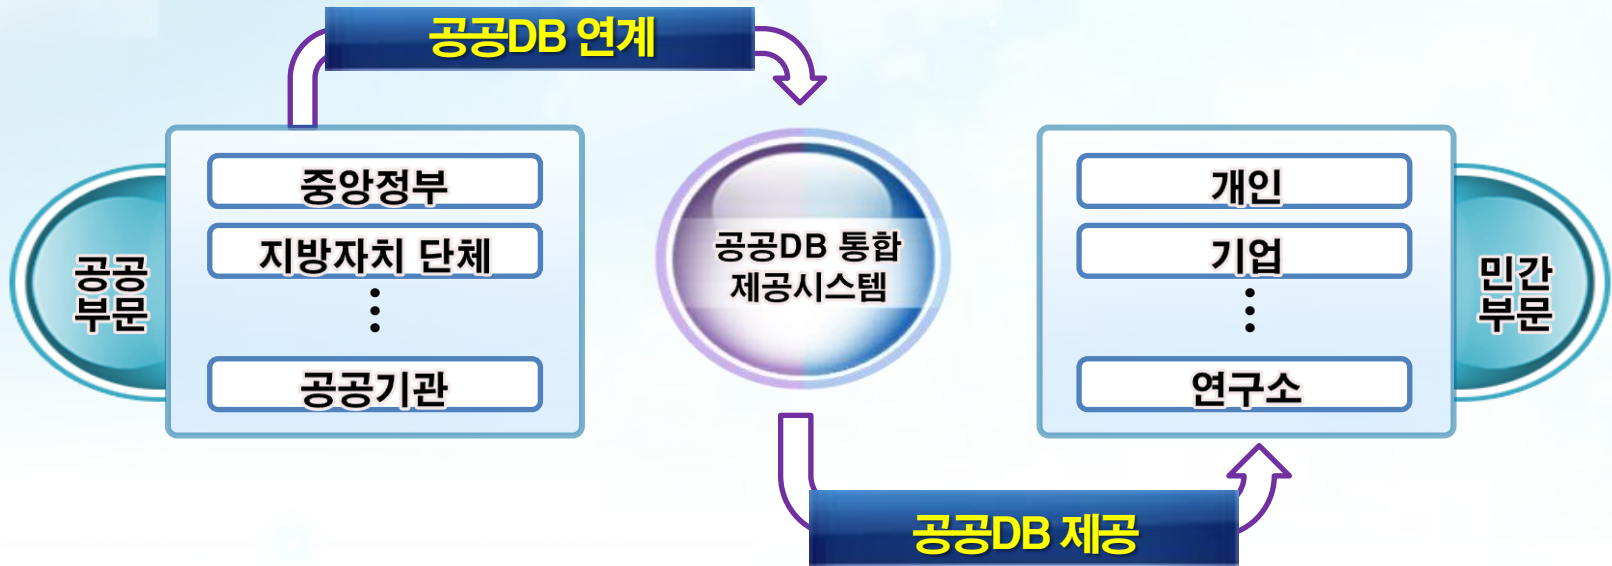 공공DB 연계
공공
부문
중앙정부
지방자치 단체
공공기관
공공DB 통합
제공시스템
개인
기업
연구소
민간
부문
공공DB 제공